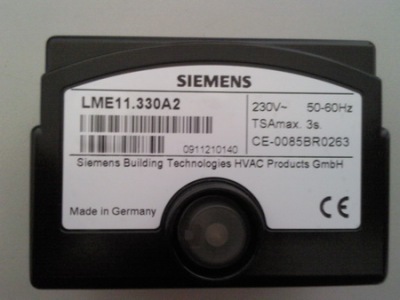 SIEMENS
LME11.330A2
230V~ 50-60Hz
TSAmax. 3s.
CE-0085BR0263
0911210140
Siemens Building Technologies HVAC Products GmbH
Made in Germany